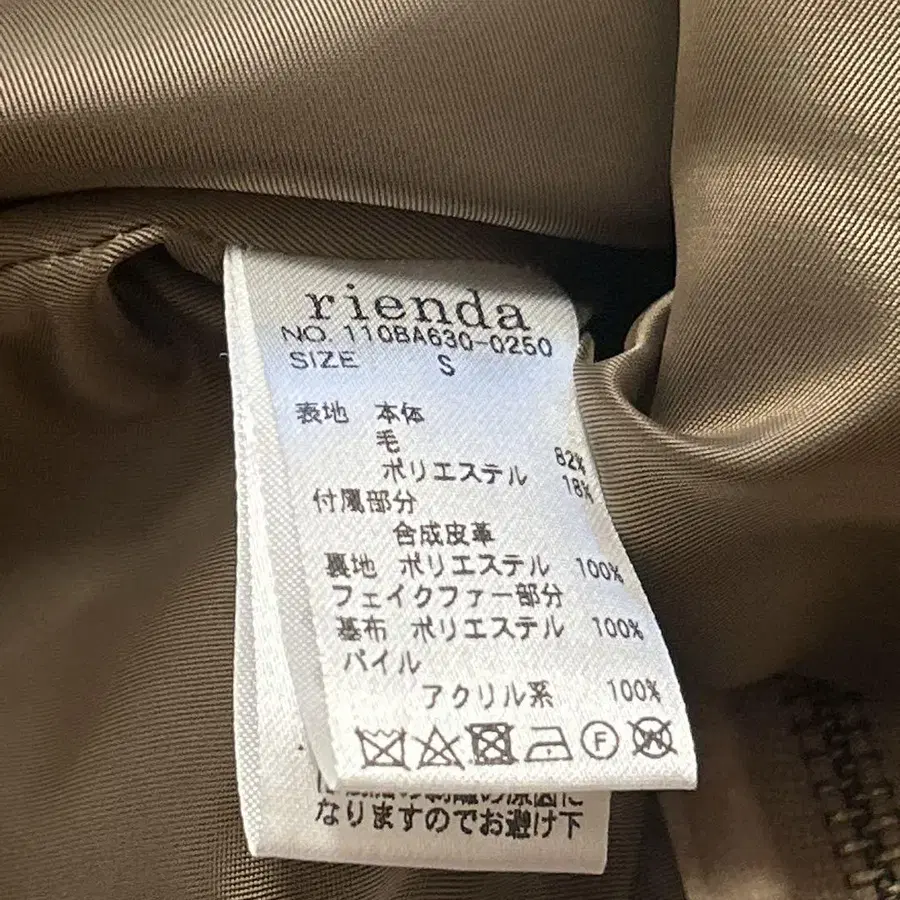 rienda
NO. 110BA630-0250
SIZE S
表地 本体
毛 82%
ポリエステル 18%
付属部分
合成皮革
裏地 ポリエステル 100%
フェイクファー部分
基布 ポリエステル 100%
パイル
アクリル系 100%
F W
なりますのでお避け下